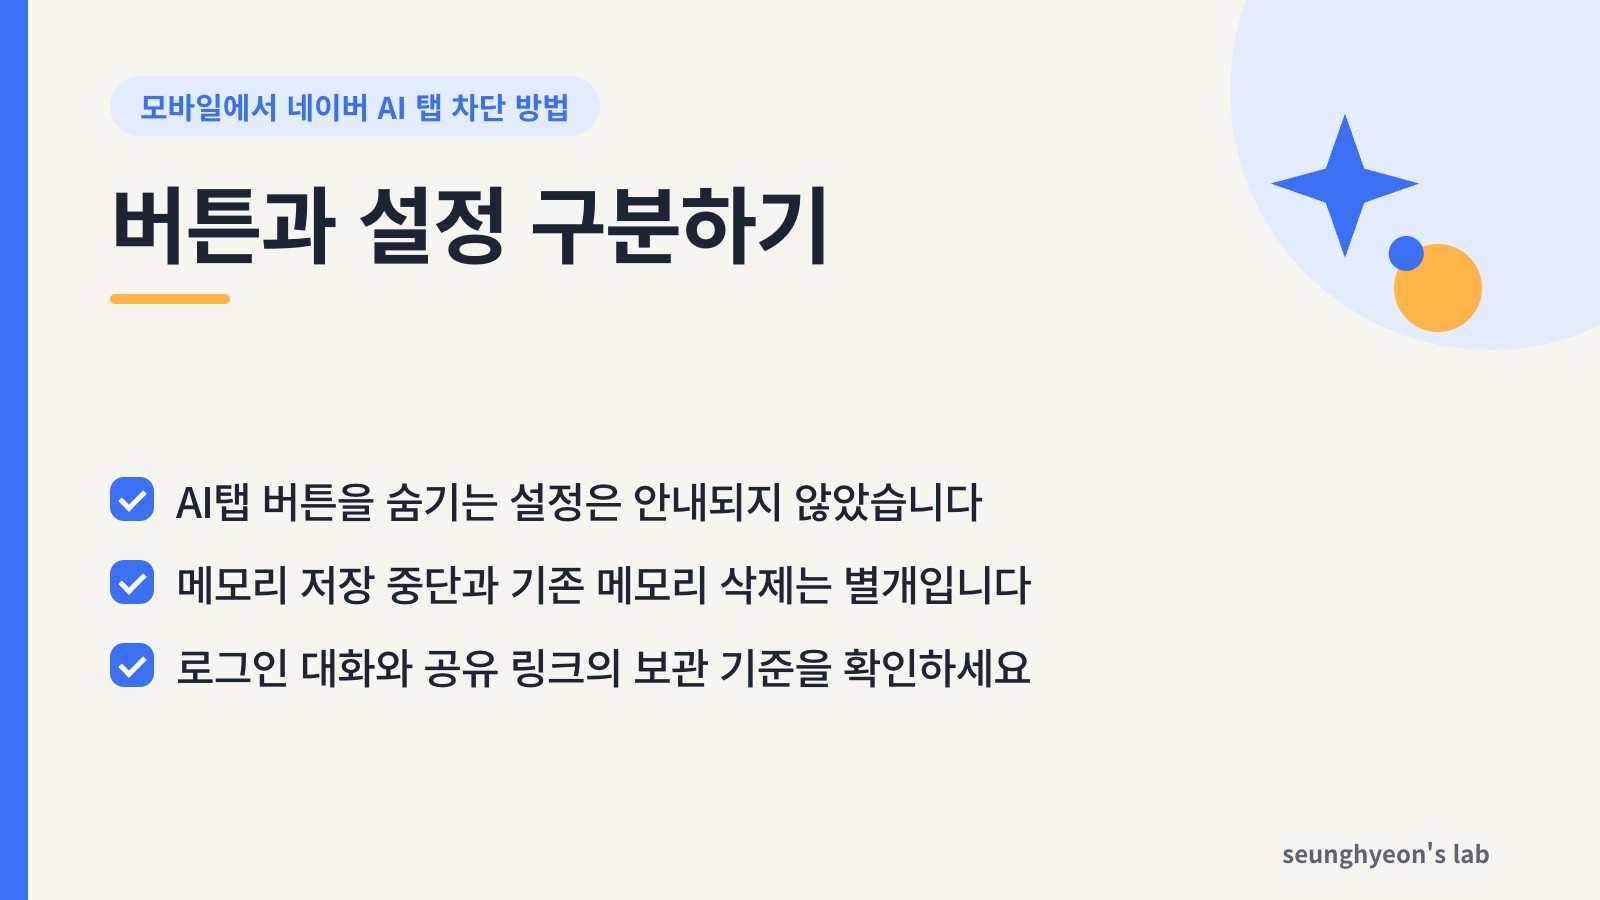 모바일에서 네이버 AI 탭 차단 방법
버튼과 설정 구분하기
AI탭 버튼을 숨기는 설정은 안내되지 않았습니다
메모리 저장 중단과 기존 메모리 삭제는 별개입니다
로그인 대화와 공유 링크의 보관 기준을 확인하세요
seunghyeon's lab